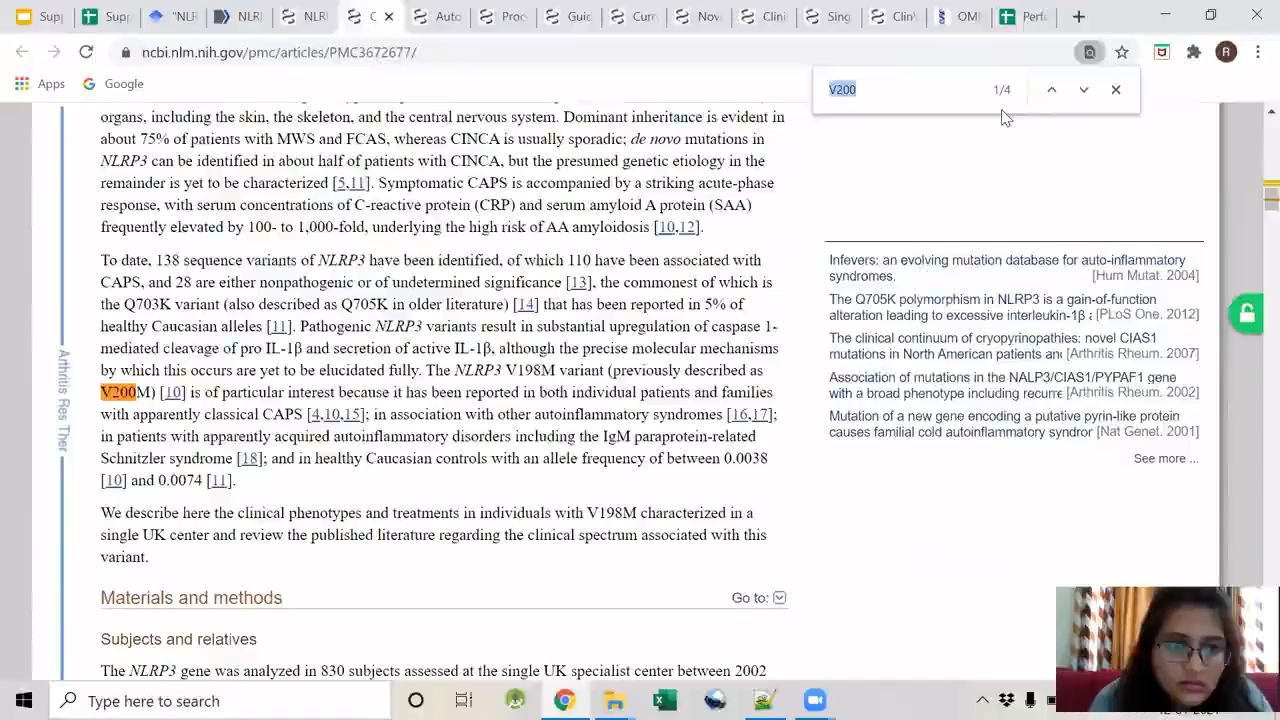 Sup
Sup
"NLR
NLRI
NLRI
C
Auto
Proc
Guic
Curr
Nov
Clini
Sing
ClinV
OMI
Perfe
ncbi.nlm.nih.gov/pmc/articles/PMC3672677/
R
Apps
Google
V200
1/4
organs, including the skin, the skeleton, and the central nervous system. Dominant inheritance is evident in
about 75% of patients with MWS and FCAS, whereas CINCA is usually sporadic; de novo mutations in
NLRP3 can be identified in about half of patients with CINCA, but the presumed genetic etiology in the
remainder is yet to be characterized [5,11]. Symptomatic CAPS is accompanied by a striking acute-phase
response, with serum concentrations of C-reactive protein (CRP) and serum amyloid A protein (SAA)
frequently elevated by 100- to 1,000-fold, underlying the high risk of AA amyloidosis [10,12].
To date, 138 sequence variants of NLRP3 have been identified, of which 110 have been associated with
CAPS, and 28 are either nonpathogenic or of indetermined significance [13], the commonest of which is
the Q703K variant (also described as Q705K in older literature) [14] that has been reported in 5% of
healthy Caucasian alleles [11]. Pathogenic NLRP3 variants result in substantial upregulation of caspase 1-
mediated cleavage of pro IL-1β and secretion of active IL-1β, although the precise molecular mechanisms
by which this occurs are yet to be elucidated fully. The NLRP3 V198M variant (previously described as
V200M) [10] is of particular interest because it has been reported in both individual patients and families
with apparently classical CAPS [4,10,15]; in association with other autoinflammatory syndromes [16,17];
in patients with apparently acquired autoinflammatory disorders including the IgM paraprotein-related
Schnitzler syndrome [18]; and in healthy Caucasian controls with an allele frequency of between 0.0038
[10] and 0.0074 [11].
We describe here the clinical phenotypes and treatments in individuals with V198M characterized in a
single UK center and review the published literature regarding the clinical spectrum associated with this
variant.
Materials and methods
Go to:
Subjects and relatives
The NLRP3 gene was analyzed in 830 subjects assessed at the single UK specialist center between 2002
Arthritis Res Ther
Infevers: an evolving mutation database for auto-inflammatory
syndromes. [Hum Mutat. 2004]
The Q705K polymorphism in NLRP3 is a gain-of-function
alteration leading to excessive interleukin-1β [PLoS One. 2012]
The clinical continuum of cryopyrinopathies: novel CIAS1
mutations in North American patients and [Arthritis Rheum. 2007]
Association of mutations in the NALP3/CIAS1/PYPAF1 gene
with a broad phenotype including recurre [Arthritis Rheum. 2002]
Mutation of a new gene encoding a putative pyrin-like protein
causes familial cold autoinflammatory syndror [Nat Genet. 2001]
See more ...
Type here to search